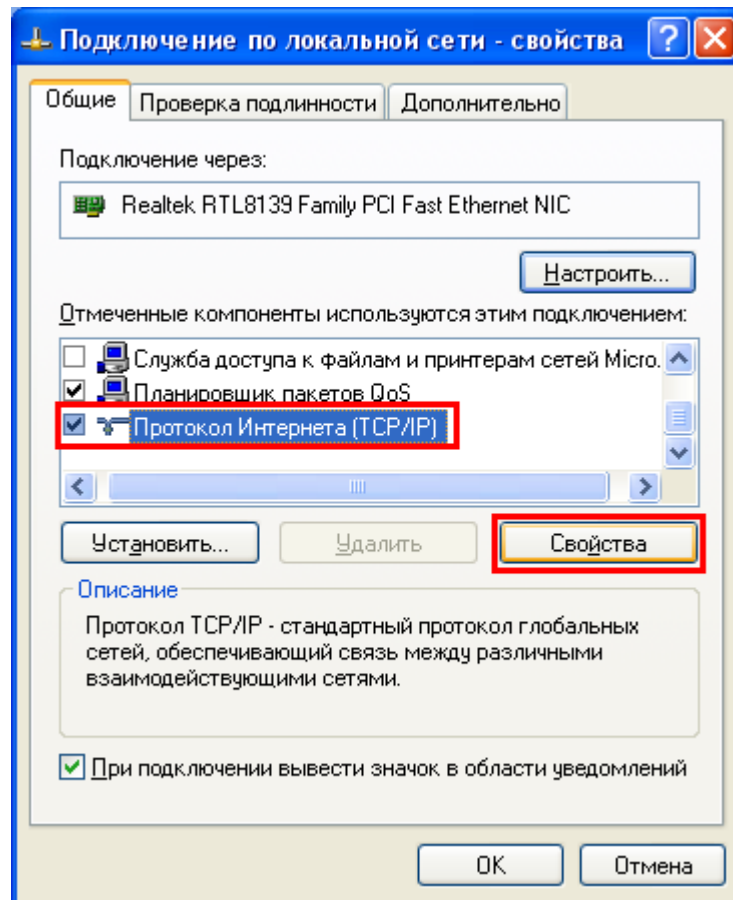 Подключение по локальной сети - свойства
Общие Проверка подлинности Дополнительно
Подключение через:
Realtek RTL8139 Family PCI Fast Ethernet NIC
Настроить...
Отмеченные компоненты используются этим подключением:
Служба доступа к файлам и принтерам сетей Micro.
Планировщик пакетов QoS
Протокол Интернета (TCP/IP)
Установить... Удалить Свойства
Описание
Протокол TCP/IP - стандартный протокол глобальных
сетей, обеспечивающий связь между различными
взаимодействующими сетями.
При подключении вывести значок в области уведомлений
OK Отмена